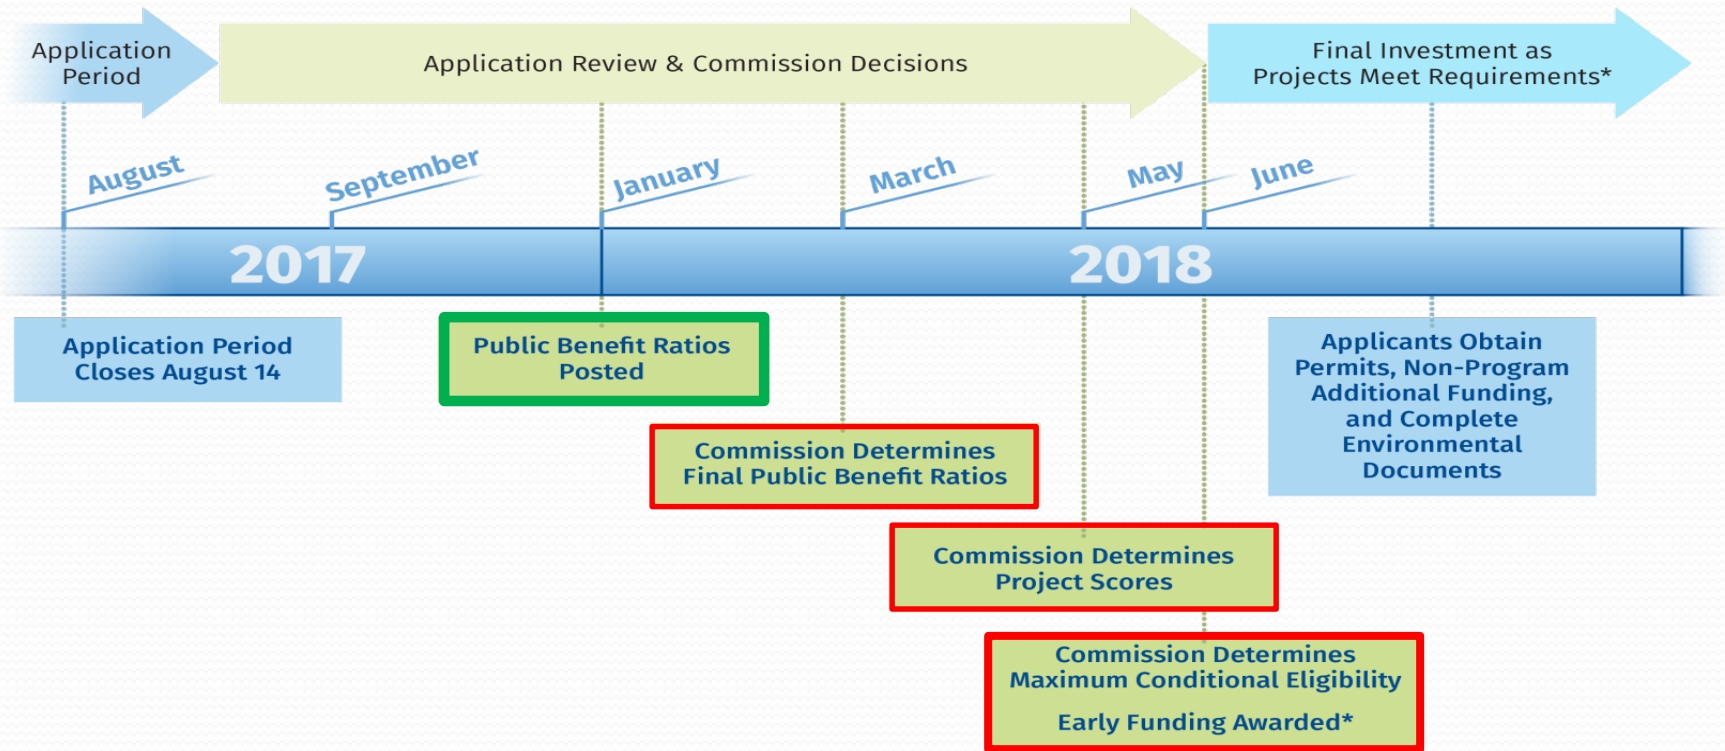 Application
Period
Application Review & Commission Decisions
Final Investment as
Projects Meet Requirements*
August
September
January
March
May
June
2017
2018
Application Period
Closes August 14
Public Benefit Ratios
Posted
Commission Determines
Final Public Benefit Ratios
Commission Determines
Project Scores
Commission Determines
Maximum Conditional Eligibility
Early Funding Awarded*
Applicants Obtain
Permits, Non-Program
Additional Funding,
and Complete
Environmental
Documents